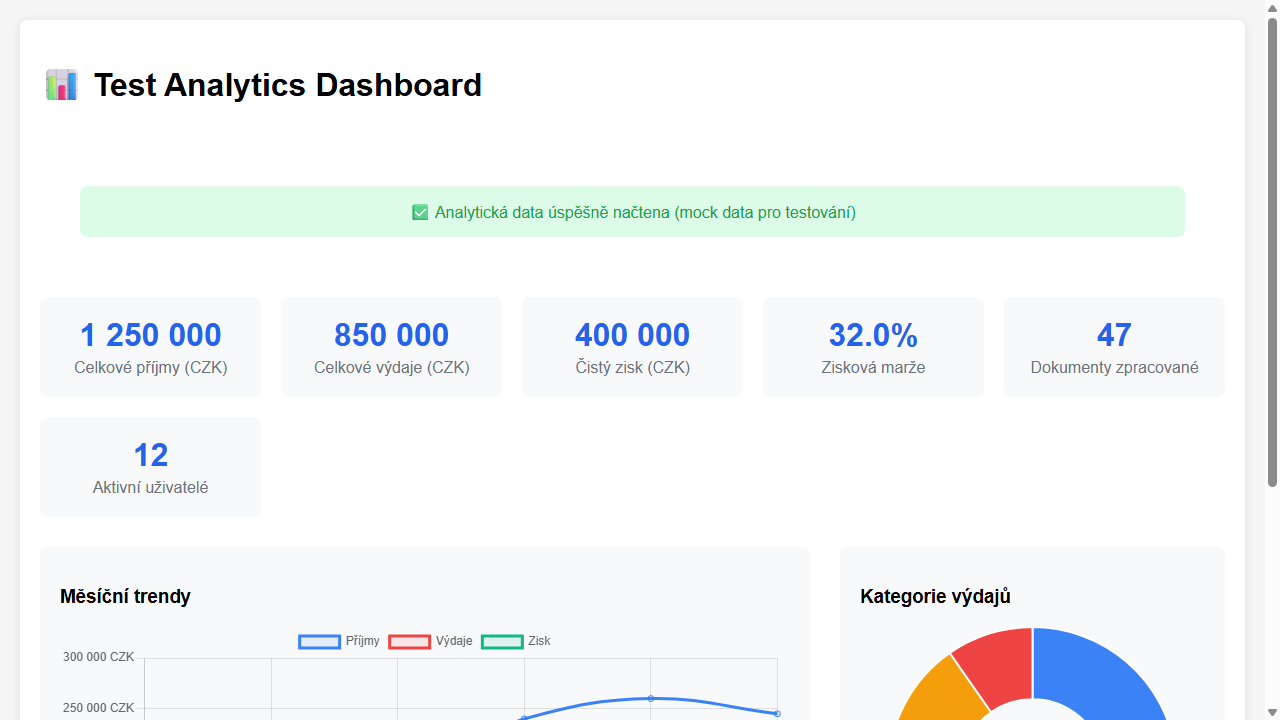 Test Analytics Dashboard
Analytická data úspěšně načtena (mock data pro testování)
1 250 000
Celkové příjmy (CZK)
850 000
Celkové výdaje (CZK)
400 000
Čistý zisk (CZK)
32.0%
Zisková marže
47
Dokumenty zpracované
12
Aktivní uživatelé
Měsíční trendy
Příjmy Výdaje Zisk
300 000 CZK
250 000 CZK
Kategorie výdajů